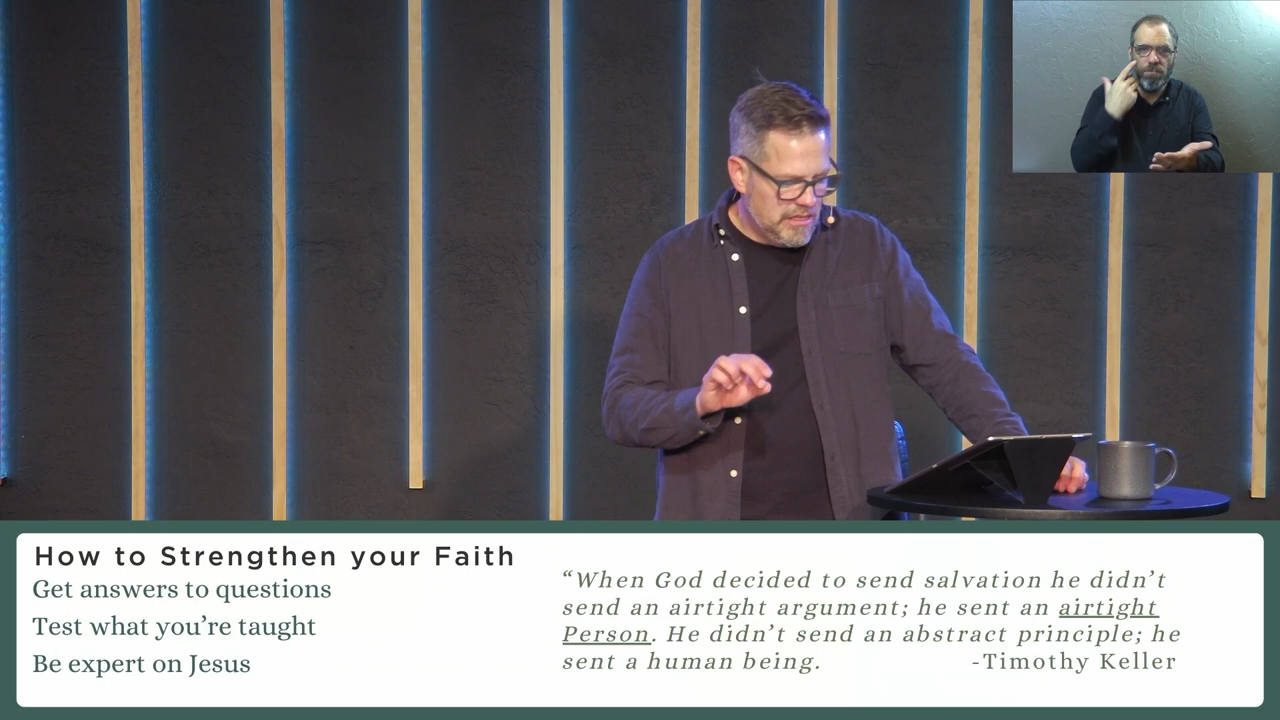 How to Strengthen your Faith
Get answers to questions
Test what you’re taught
Be expert on Jesus
“When God decided to send salvation he didn’t
send an airtight argument; he sent an airtight
Person. He didn’t send an abstract principle; he
sent a human being. -Timothy Keller